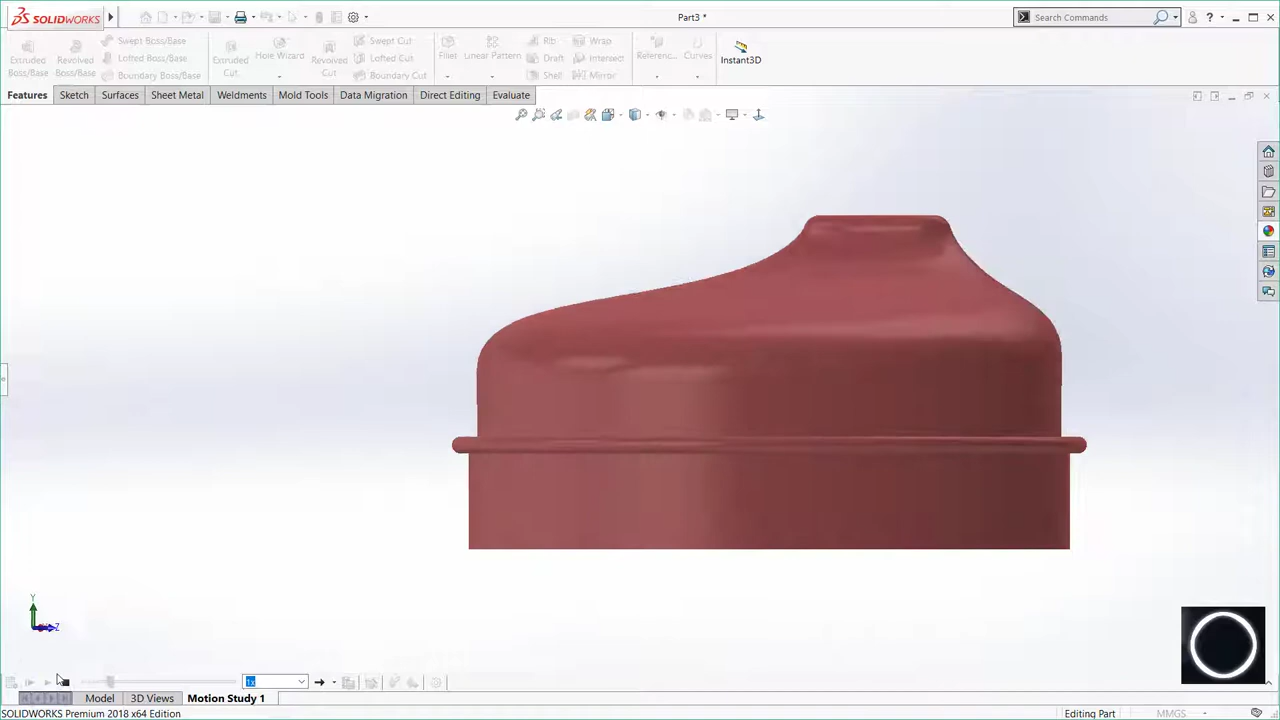 SOLIDWORKS
Part3 *
Search Commands
Extruded Boss/Base
Revolved Boss/Base
Swept Boss/Base
Lofted Boss/Base
Boundary Boss/Base
Extruded Cut
Hole Wizard
Revolved Cut
Swept Cut
Lofted Cut
Boundary Cut
Fillet
Linear Pattern
Rib
Draft
Shell
Wrap
Intersect
Mirror
Referenc...
Curves
Instant3D
Features Sketch Surfaces Sheet Metal Weldments Mold Tools Data Migration Direct Editing Evaluate
Y
Z
1x
Model 3D Views Motion Study 1
SOLIDWORKS Premium 2018 x64 Edition
Editing Part
MMGS